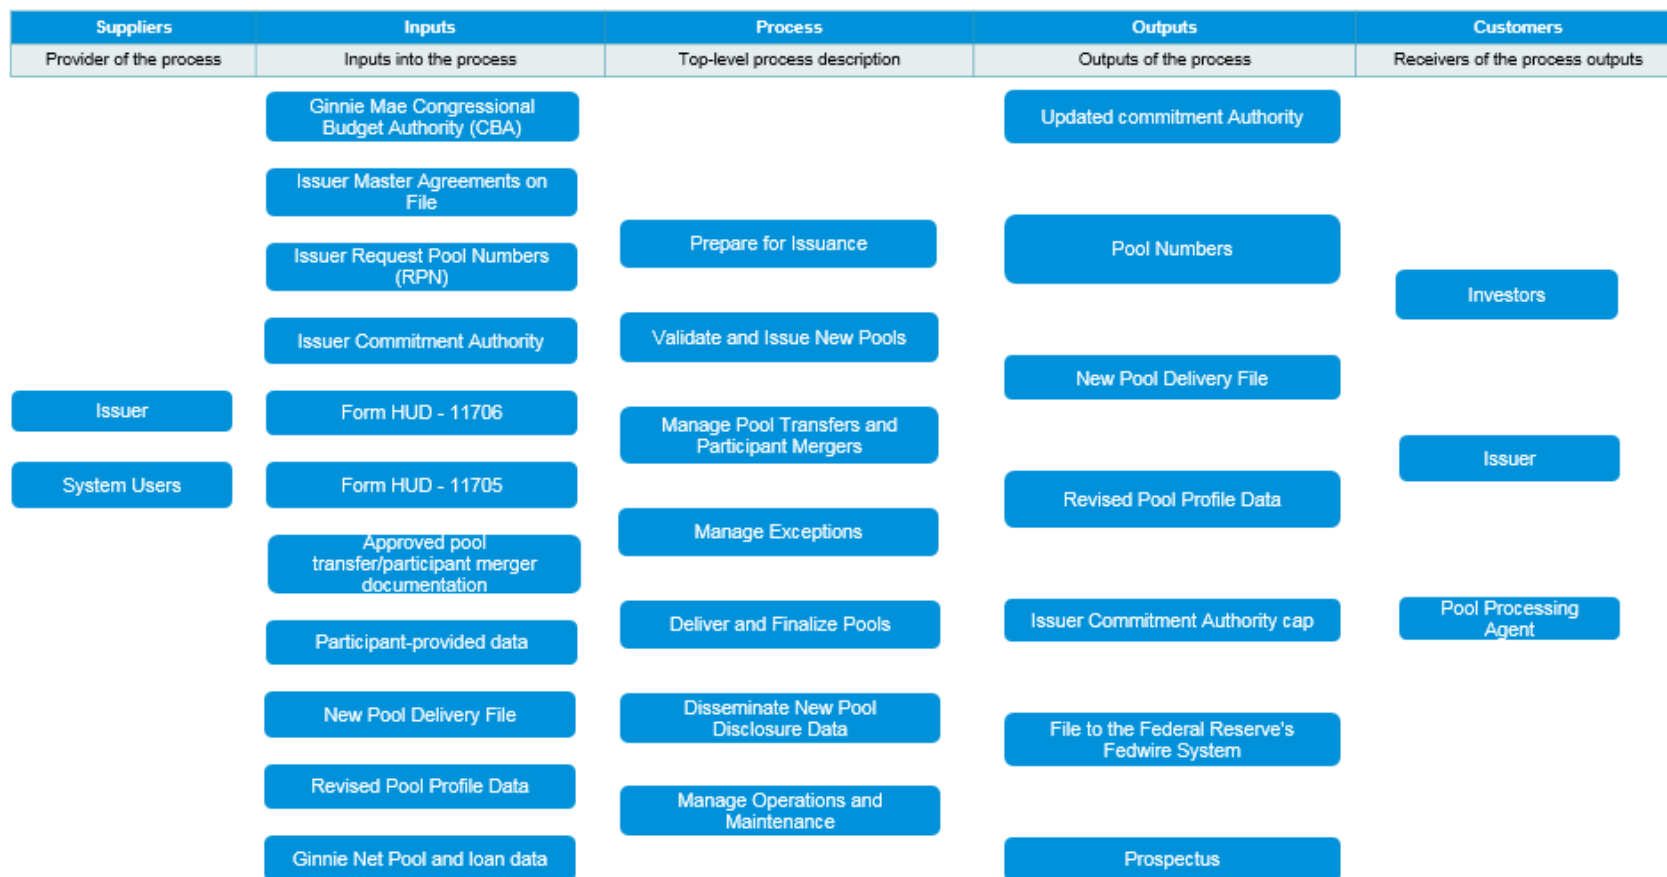 Suppliers
Inputs
Process
Outputs
Customers
Provider of the process
Inputs into the process
Top-level process description
Outputs of the process
Receivers of the process outputs
Issuer
System Users
Ginnie Mae Congressional
Budget Authority (CBA)
Issuer Master Agreements on
File
Issuer Request Pool Numbers
(RPN)
Issuer Commitment Authority
Form HUD - 11706
Form HUD - 11705
Approved pool
transfer/participant merger
documentation
Participant-provided data
New Pool Delivery File
Revised Pool Profile Data
Ginnie Net Pool and loan data
Prepare for Issuance
Validate and Issue New Pools
Manage Pool Transfers and
Participant Mergers
Manage Exceptions
Deliver and Finalize Pools
Disseminate New Pool
Disclosure Data
Manage Operations and
Maintenance
Updated commitment Authority
Pool Numbers
New Pool Delivery File
Revised Pool Profile Data
Issuer Commitment Authority cap
File to the Federal Reserve's
Fedwire System
Prospectus
Investors
Issuer
Pool Processing
Agent